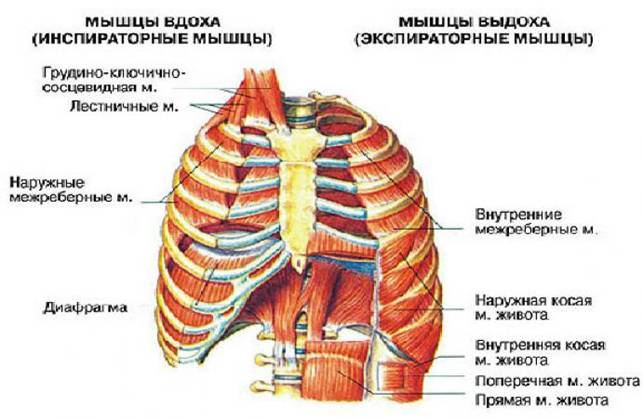 МЫШЦЫ ВДОХА
(ИНСПИРАТОРНЫЕ МЫШЦЫ)
МЫШЦЫ ВЫДОХА
(ЭКСПИРАТОРНЫЕ МЫШЦЫ)
Грудино-ключично-
сосцевидная м.
Лестничные м.
Наружные
межреберные м.
Диафрагма
Внутренние
межреберные м.
Наружная косая
м. живота
Внутренняя косая
м. живота
Поперечная м. живота
Прямая м. живота